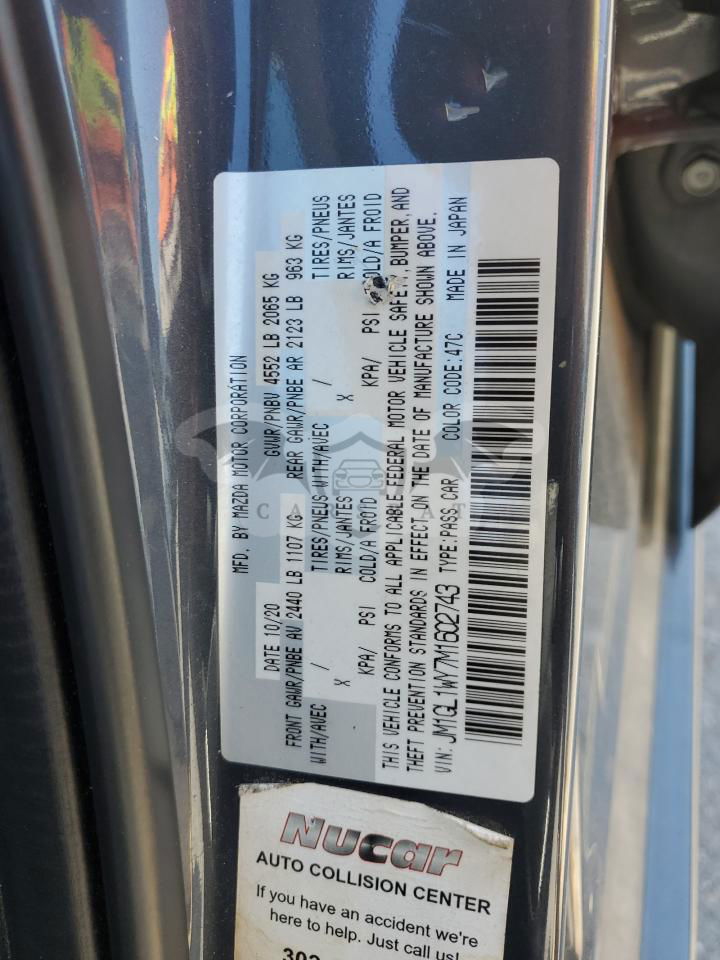 MFD. BY MAZDA MOTOR CORPORATION
DATE 10/20 GVWR/PNBV 4552 LB 2065 KG
FRONT GAWR/PNBE AV 2440 LB 1107 KG REAR GAWR/PNBE AR 2123 LB 963 KG
WITH/AVEC / TIRES/PNEUS WITH/AVEC / TIRES/PNEUS
X RIMS/JANTES X RIMS/JANTES
KPA/ PSI COLD/A FROID KPA/ PSI COLD/A FROID
THIS VEHICLE CONFORMS TO ALL APPLICABLE FEDERAL MOTOR VEHICLE SAFETY, BUMPER, AND
THEFT PREVENTION STANDARDS IN EFFECT ON THE DATE OF MANUFACTURE SHOWN ABOVE.
VIN: JM1GL1WY7M1602743 TYPE:PASS.CAR COLOR CODE:47C MADE IN JAPAN
Nucar
AUTO COLLISION CENTER
If you have an accident we're
here to help. Just call us!
302